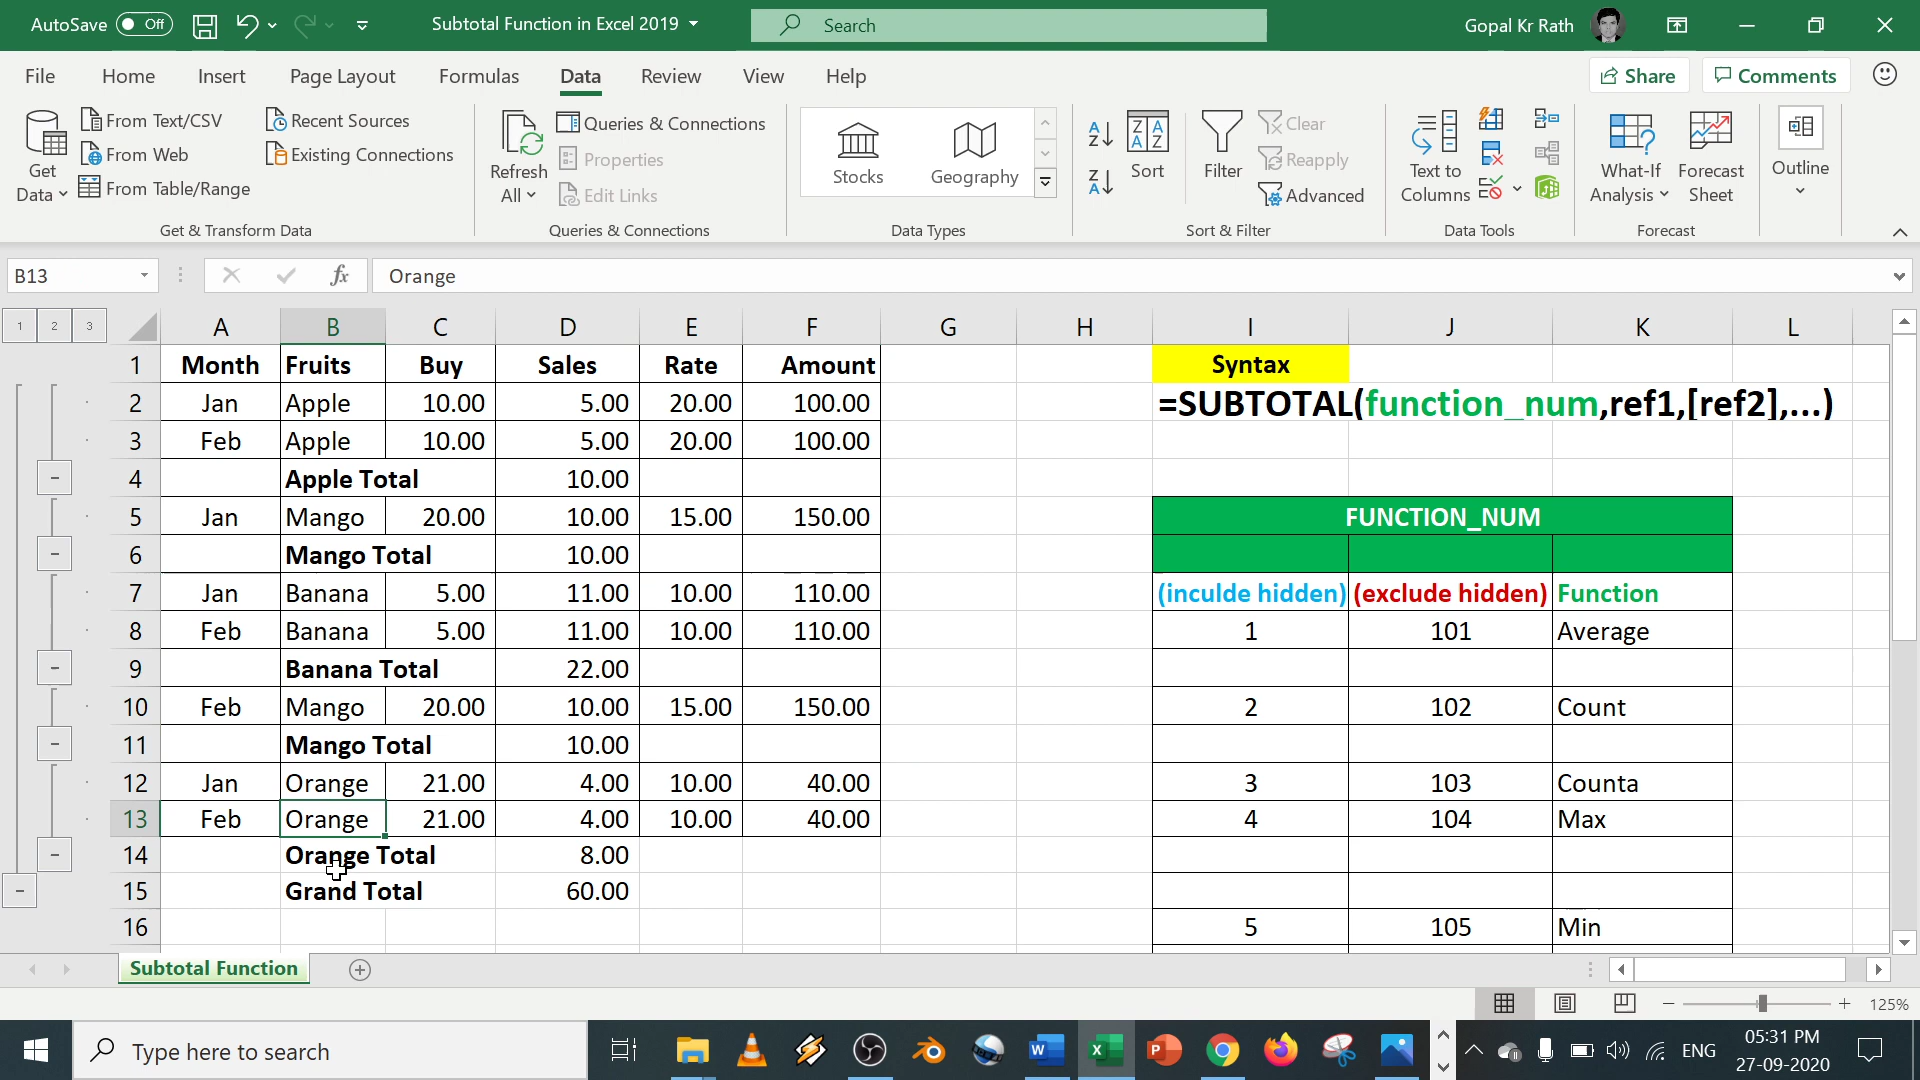 AutoSave Off Subtotal Function in Excel 2019 Search Gopal Kr Rath
File Home Insert Page Layout Formulas Data Review View Help Share Comments
Get Data
From Text/CSV
From Web
From Table/Range
Recent Sources
Existing Connections
Get & Transform Data
Refresh All
Queries & Connections
Properties
Edit Links
Queries & Connections
Stocks Geography
Data Types
Sort
Filter
Clear
Reapply
Advanced
Sort & Filter
Text to Columns
Data Tools
What-If Analysis
Forecast Sheet
Forecast
Outline
B13 fx Orange
1 2 3 A B C D E F G H I J K L
1 Month Fruits Buy Sales Rate Amount Syntax
2 Jan Apple 10.00 5.00 20.00 100.00 =SUBTOTAL(function_num,ref1,[ref2],...)
3 Feb Apple 10.00 5.00 20.00 100.00
4 Apple Total 10.00
5 Jan Mango 20.00 10.00 15.00 150.00 FUNCTION_NUM
6 Mango Total 10.00
7 Jan Banana 5.00 11.00 10.00 110.00 (inculde hidden) (exclude hidden) Function
8 Feb Banana 5.00 11.00 10.00 110.00 1 101 Average
9 Banana Total 22.00
10 Feb Mango 20.00 10.00 15.00 150.00 2 102 Count
11 Mango Total 10.00
12 Jan Orange 21.00 4.00 10.00 40.00 3 103 Counta
13 Feb Orange 21.00 4.00 10.00 40.00 4 104 Max
14 Orange Total 8.00
15 Grand Total 60.00
16 5 105 Min
Subtotal Function
125%
Type here to search ENG 05:31 PM
27-09-2020